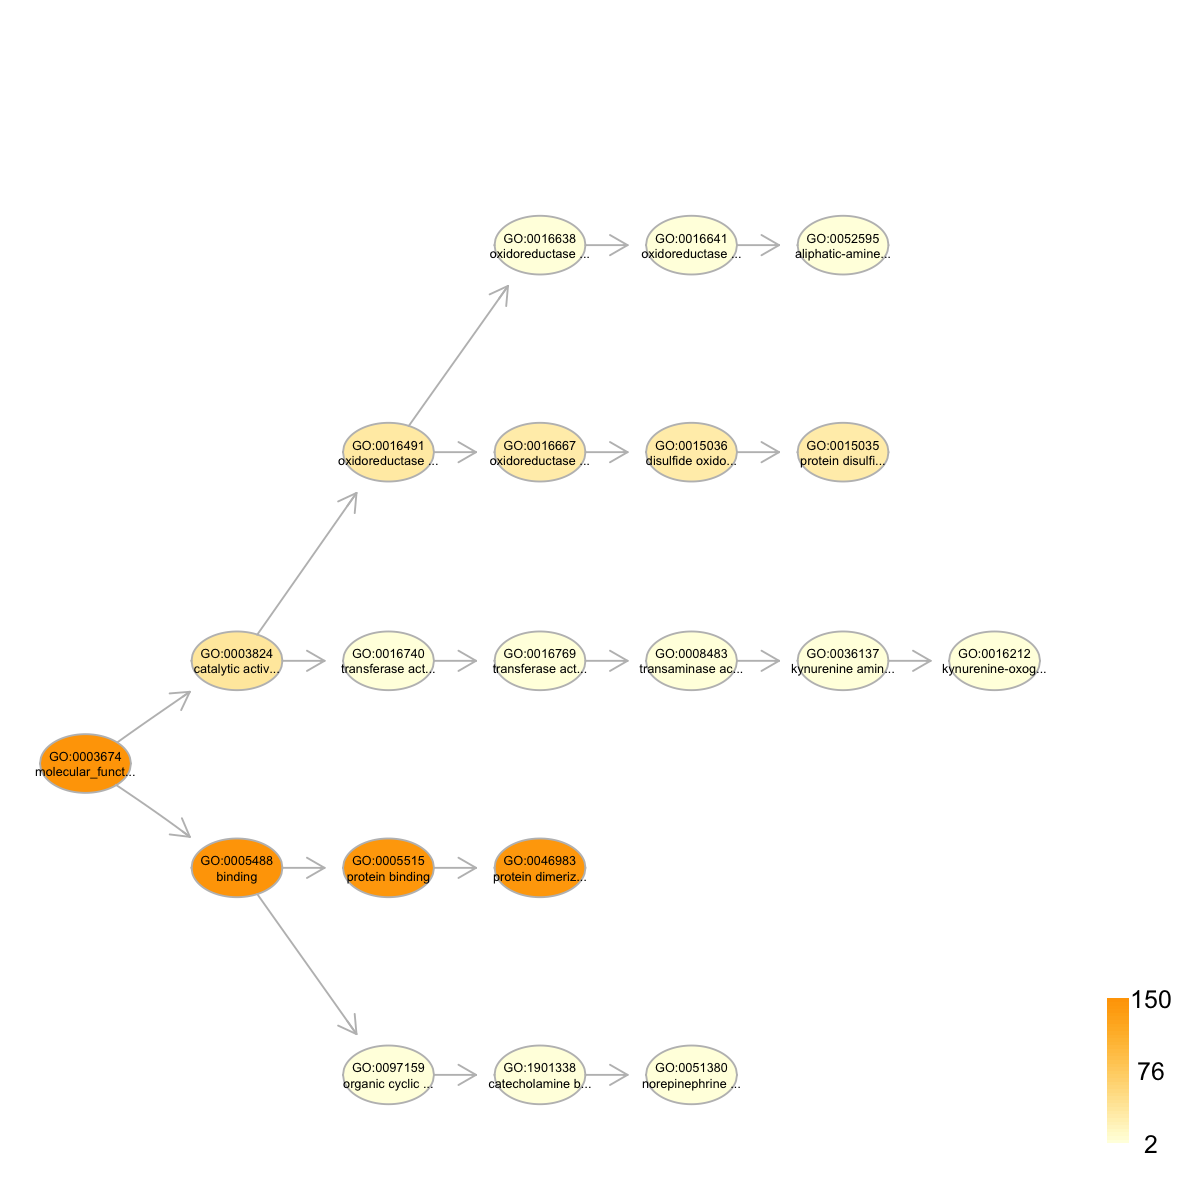 GO:0016638
oxidoreductase ...
GO:0016641
oxidoreductase ...
GO:0052595
aliphatic-amine...
GO:0016491
oxidoreductase ...
GO:0016667
oxidoreductase ...
GO:0015036
disulfide oxido...
GO:0015035
protein disulfi...
GO:0003824
catalytic activ...
GO:0016740
transferase act...
GO:0016769
transferase act...
GO:0008483
transaminase ac...
GO:0036137
kynurenine amin...
GO:0016212
kynurenine-oxog...
GO:0003674
molecular_funct...
GO:0005488
binding
GO:0005515
protein binding
GO:0046983
protein dimeriz...
GO:0097159
organic cyclic ...
GO:1901338
catecholamine b...
GO:0051380
norepinephrine ...
150
76
2